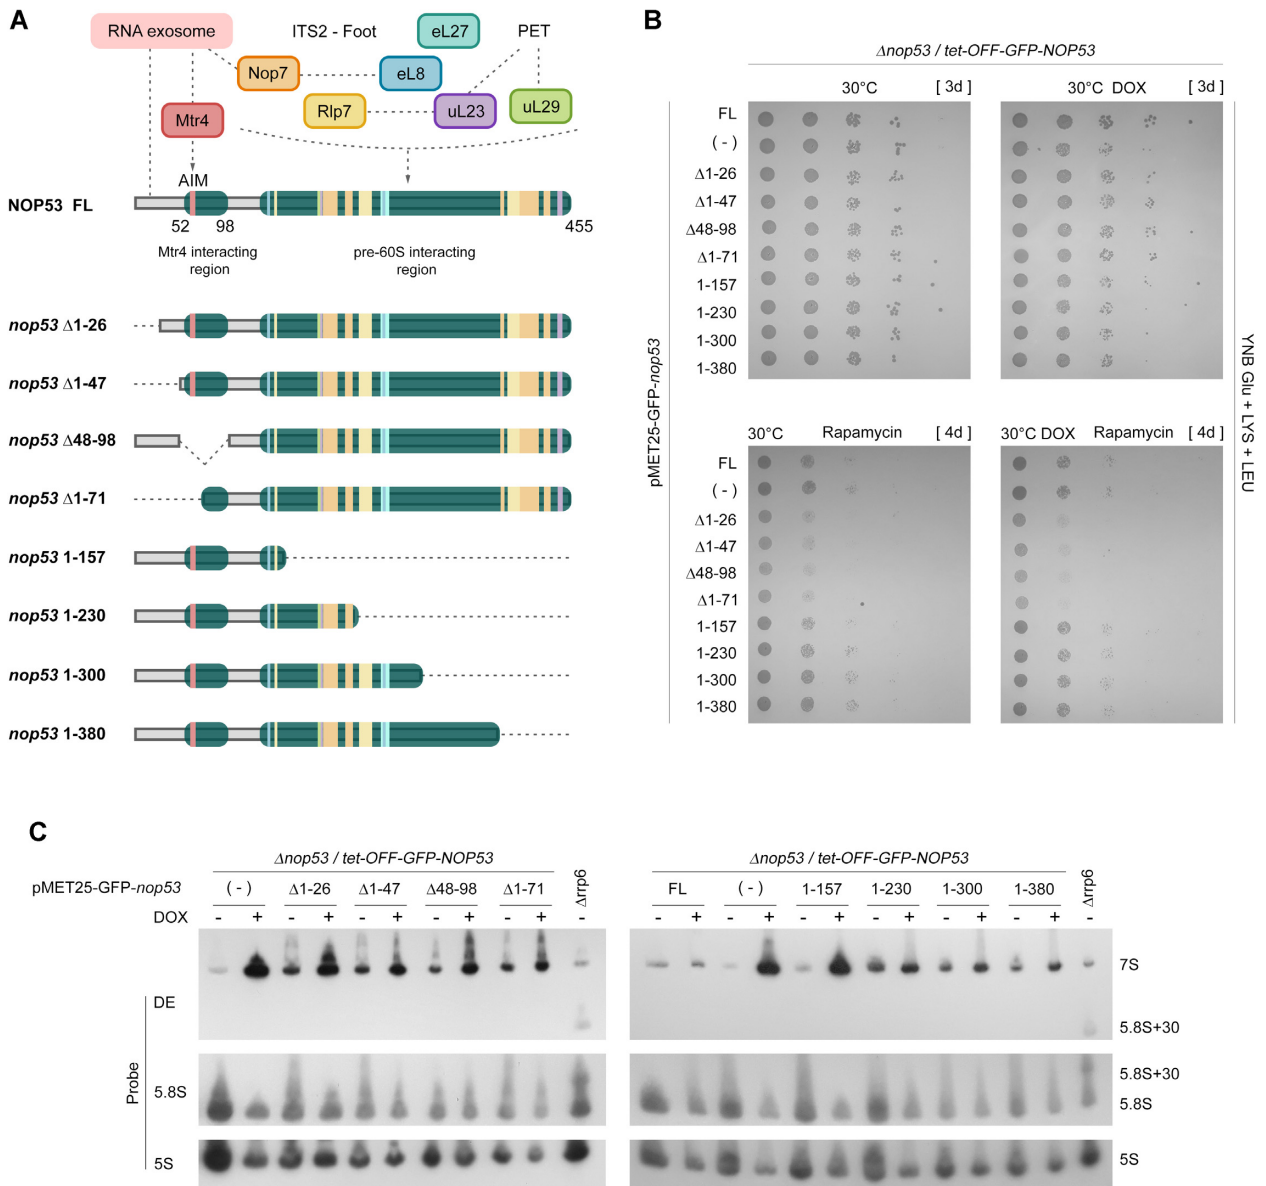 A
RNA exosome
ITS2 - Foot
eL27
PET
Nop7
eL8
Mtr4
Rlp7
uL23
uL29
AIM
NOP53 FL
52
98
455
Mtr4 interacting
region
pre-60S interacting
region
nop53 Δ1-26
nop53 Δ1-47
nop53 Δ48-98
nop53 Δ1-71
nop53 1-157
nop53 1-230
nop53 1-300
nop53 1-380
B
Δnop53 / tet-OFF-GFP-NOP53
30°C [ 3d ]
30°C DOX [ 3d ]
FL
( - )
Δ1-26
Δ1-47
Δ48-98
Δ1-71
1-157
1-230
1-300
1-380
pMET25-GFP-nop53
YNB Glu + LYS + LEU
30°C Rapamycin [ 4d ]
30°C DOX Rapamycin [ 4d ]
FL
( - )
Δ1-26
Δ1-47
Δ48-98
Δ1-71
1-157
1-230
1-300
1-380
C
Δnop53 / tet-OFF-GFP-NOP53
pMET25-GFP-nop53
( - ) Δ1-26 Δ1-47 Δ48-98 Δ1-71 Δrrp6
DOX - + - + - + - + - + -
Δnop53 / tet-OFF-GFP-NOP53
FL ( - ) 1-157 1-230 1-300 1-380 Δrrp6
- + - + - + - + - + - + -
Probe
DE
5.8S
5S
7S
5.8S+30
5.8S+30
5.8S
5S